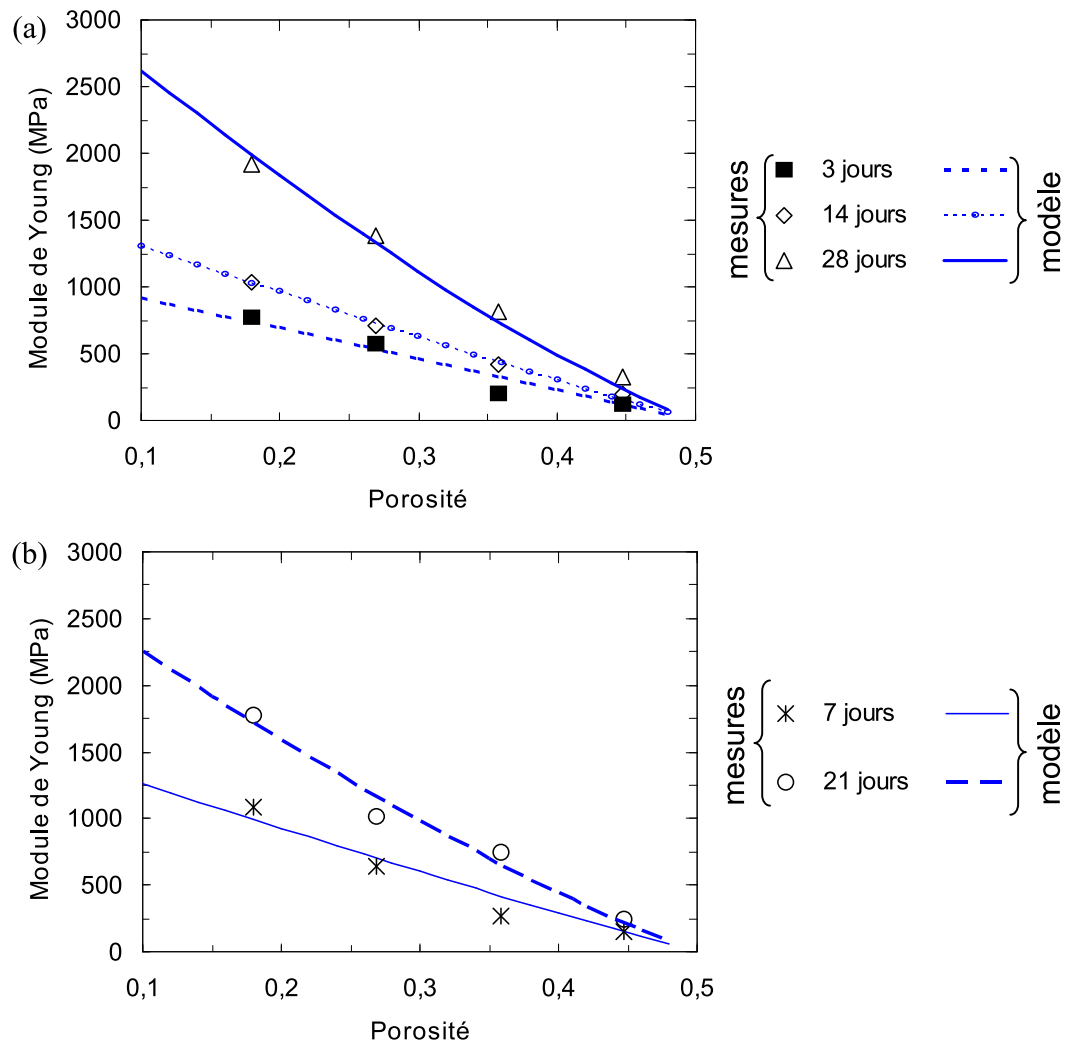 (a)
3000
2500
2000
1500
1000
500
0
Module de Young (MPa)
0,1 0,2 0,3 0,4 0,5
Porosité
mesures
3 jours
14 jours
28 jours
modèle
(b)
3000
2500
2000
1500
1000
500
0
Module de Young (MPa)
0,1 0,2 0,3 0,4 0,5
Porosité
mesures
7 jours
21 jours
modèle